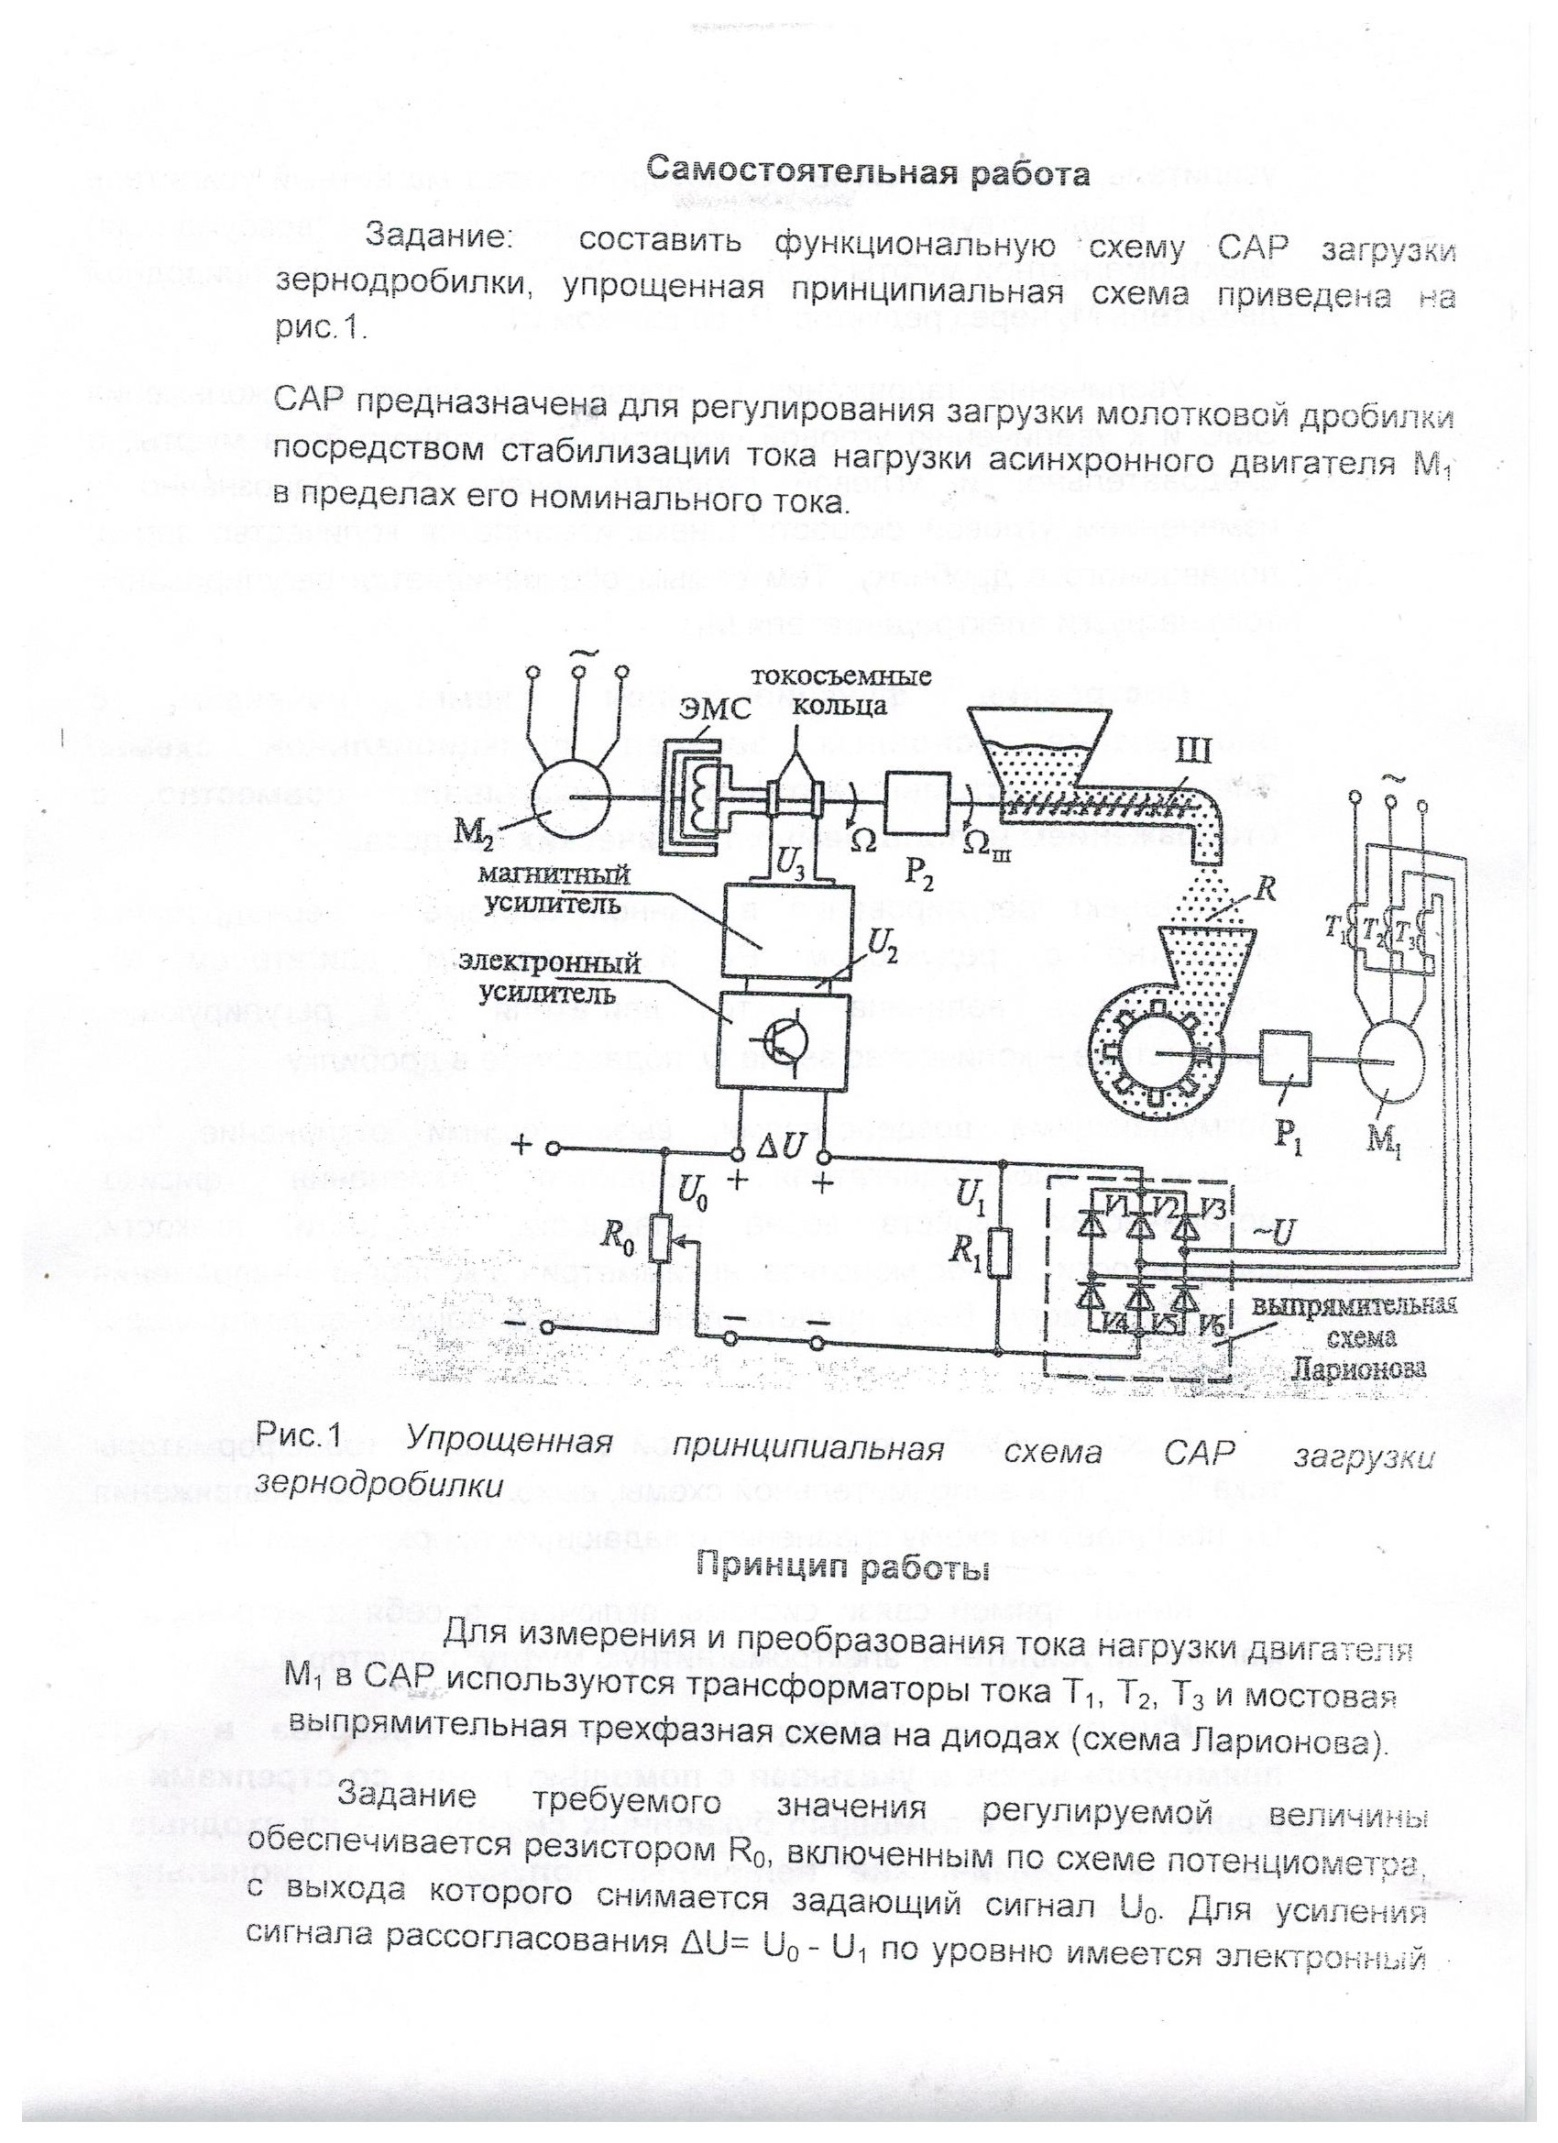 Самостоятельная работа
Задание: составить функциональную схему САР загрузки
зернодробилки, упрощенная принципиальная схема приведена на
рис.1.
САР предназначена для регулирования загрузки молотковой дробилки
посредством стабилизации тока нагрузки асинхронного двигателя М₁
в пределах его номинального тока.
~
токосъемные
кольца
ЭМС
Ш
~
M₂
Ω
Ωш
P₂
U₃
магнитный
усилитель
R
U₂
T₁ T₂ T₃
электронный
усилитель
P₁
M₁
+
ΔU
U₀
+
+
U₁
V1 V2 V3
R₀
R₁
~U
−
−
−
V4 V5 V6
выпрямительная
схема
Ларионова
Рис.1 Упрощенная принципиальная схема САР загрузки
зернодробилки
Принцип работы
Для измерения и преобразования тока нагрузки двигателя
М₁ в САР используются трансформаторы тока Т₁, Т₂, Т₃ и мостовая
выпрямительная трехфазная схема на диодах (схема Ларионова).
Задание требуемого значения регулируемой величины
обеспечивается резистором R₀, включенным по схеме потенциометра,
с выхода которого снимается задающий сигнал U₀. Для усиления
сигнала рассогласования ΔU= U₀ - U₁ по уровню имеется электронный